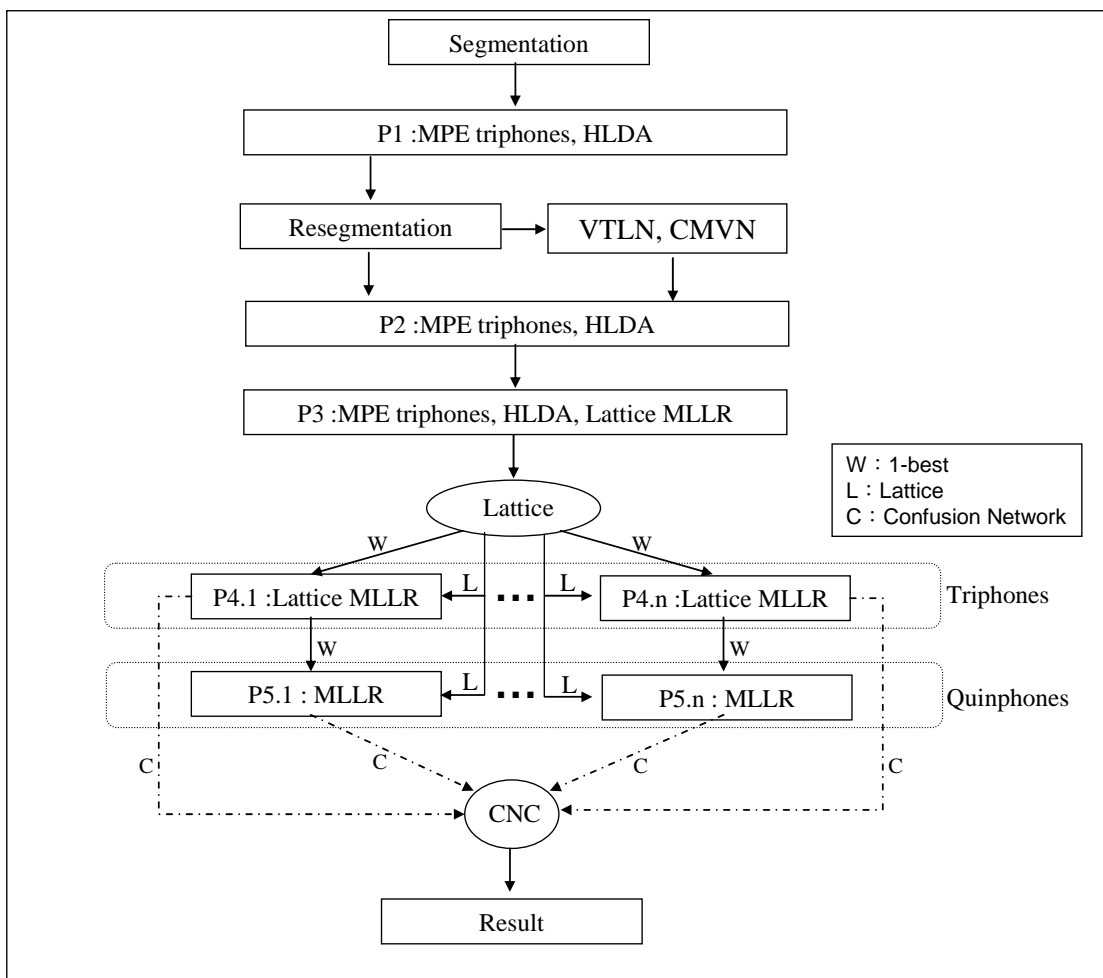 Segmentation
P1 :MPE triphones, HLDA
Resegmentation
VTLN, CMVN
P2 :MPE triphones, HLDA
P3 :MPE triphones, HLDA, Lattice MLLR
W：1-best
L：Lattice
C：Confusion Network
Lattice
W
W
P4.1 :Lattice MLLR
L
...
L
P4.n :Lattice MLLR
Triphones
W
W
P5.1 : MLLR
L
...
L
P5.n : MLLR
Quinphones
C
C
C
C
CNC
Result